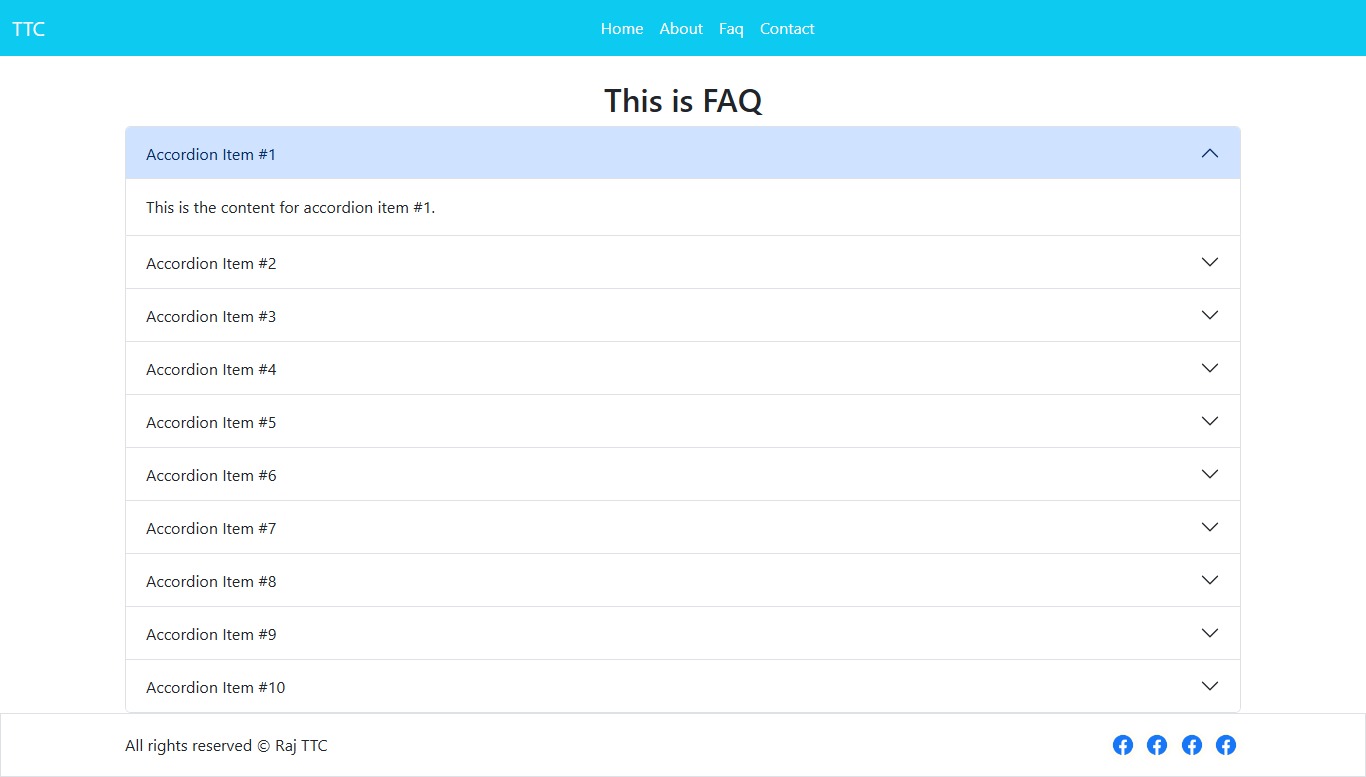 TTC
Home About Faq Contact
This is FAQ
Accordion Item #1
This is the content for accordion item #1.
Accordion Item #2
Accordion Item #3
Accordion Item #4
Accordion Item #5
Accordion Item #6
Accordion Item #7
Accordion Item #8
Accordion Item #9
Accordion Item #10
All rights reserved © Raj TTC